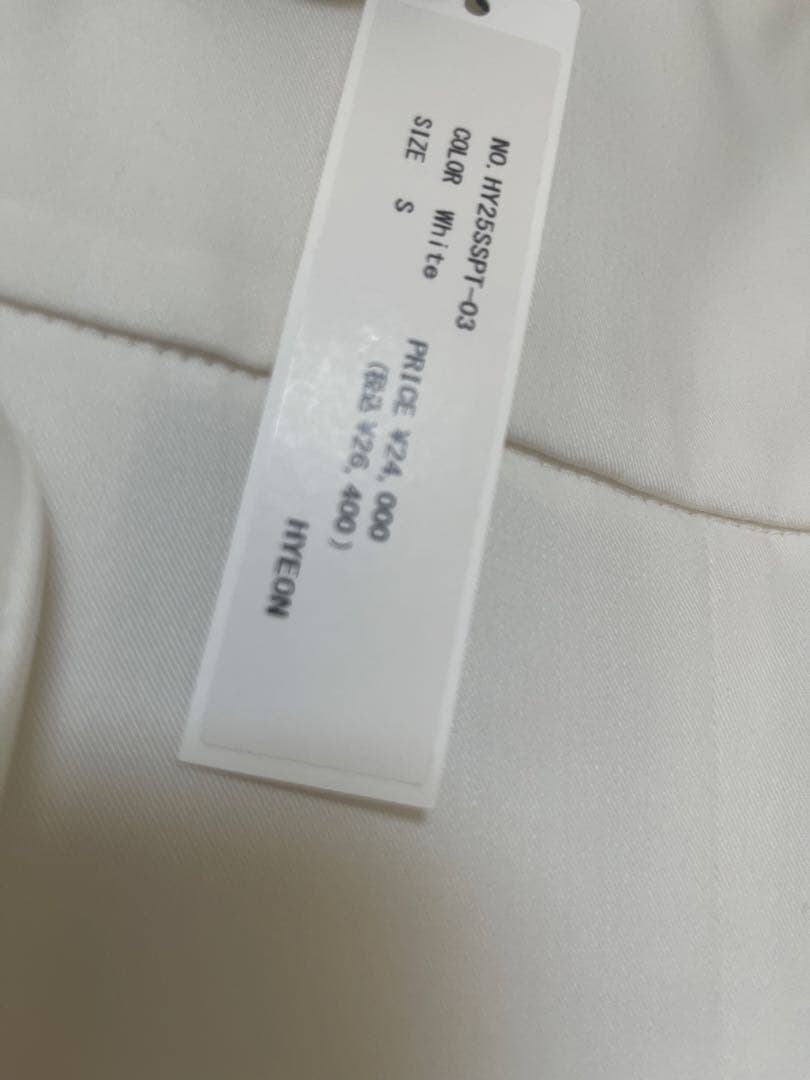 NO. HY25SSPT-03
COLOR White
SIZE S
PRICE ¥24,000
(税込 ¥26,400)
HYEON